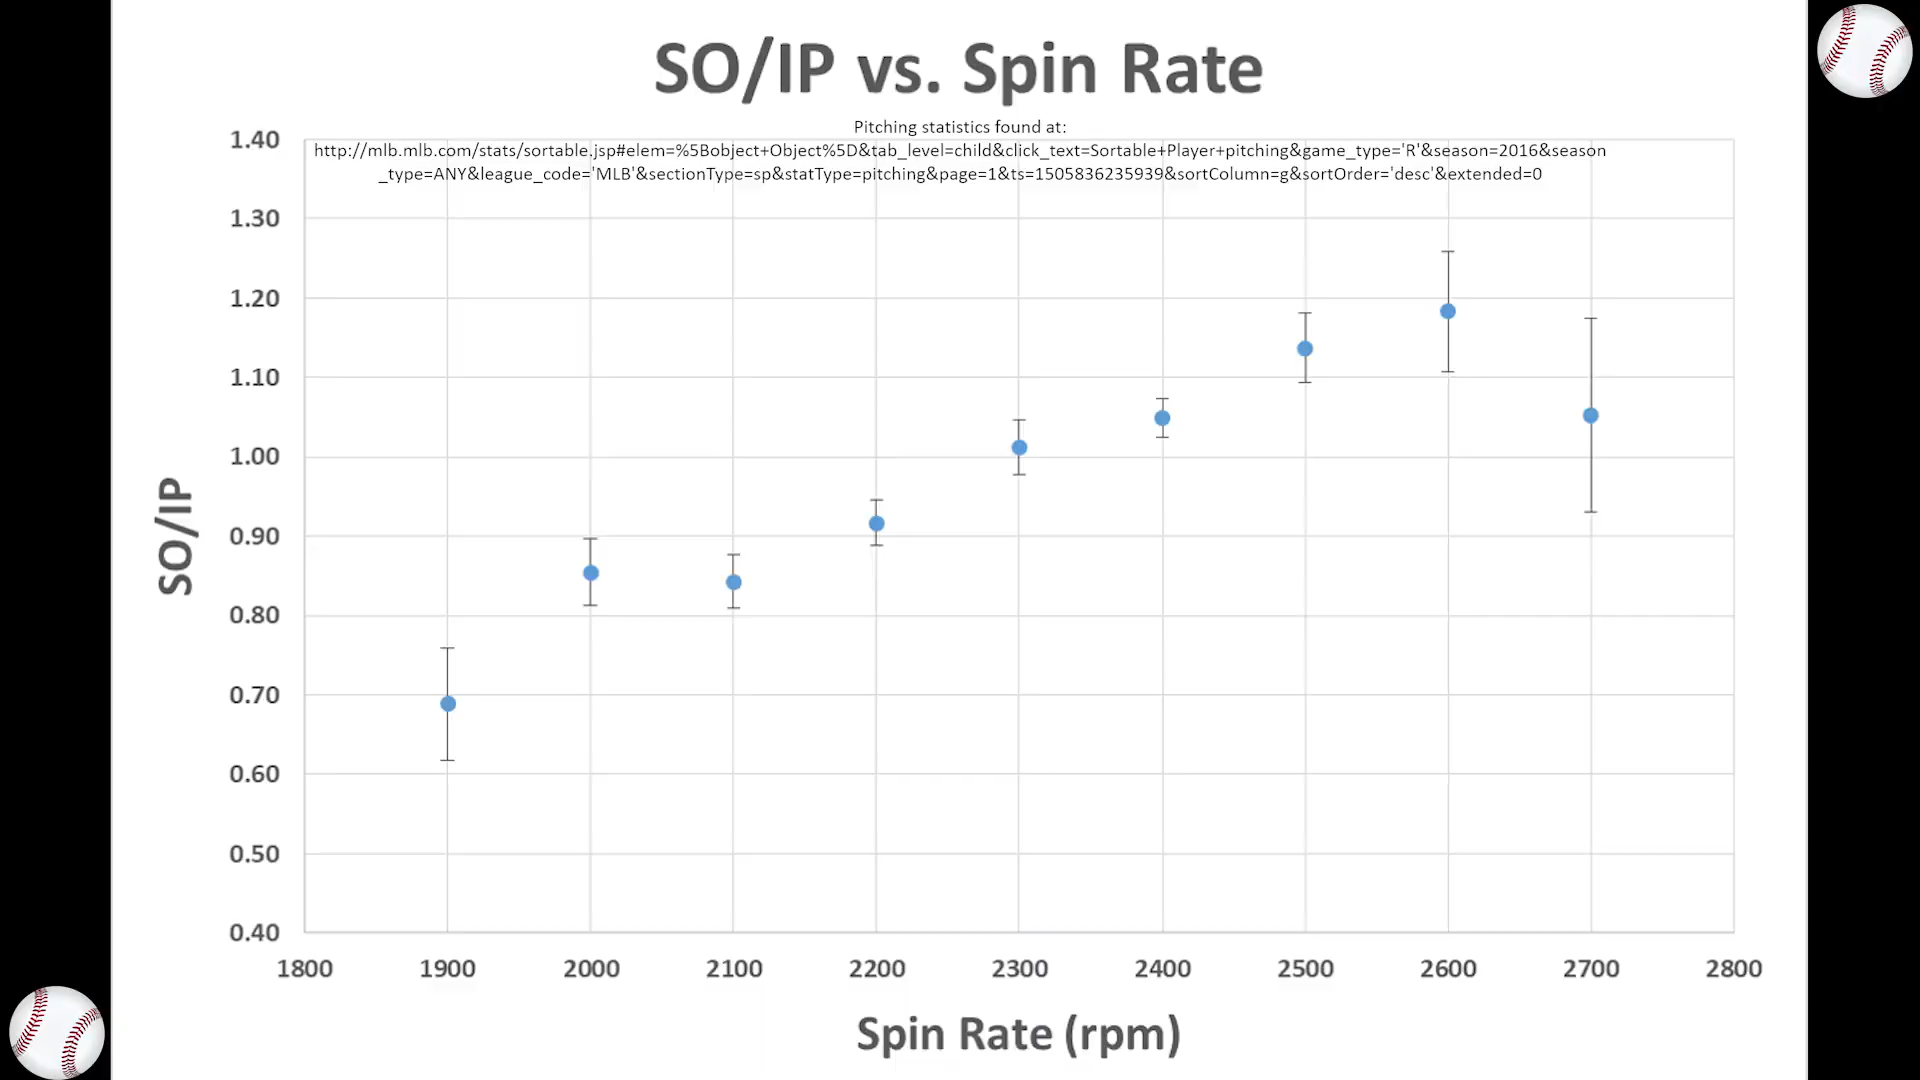 SO/IP vs. Spin Rate
Pitching statistics found at:
http://mlb.mlb.com/stats/sortable.jsp#elem=%5Bobject+Object%5D&tab_level=child&click_text=Sortable+Player+pitching&game_type='R'&season=2016&season
_type=ANY&league_code='MLB'&sectionType=sp&statType=pitching&page=1&ts=1505836235939&sortColumn=g&sortOrder='desc'&extended=0
1.40
1.30
1.20
1.10
1.00
0.90
0.80
0.70
0.60
0.50
0.40
SO/IP
1800 1900 2000 2100 2200 2300 2400 2500 2600 2700 2800
Spin Rate (rpm)